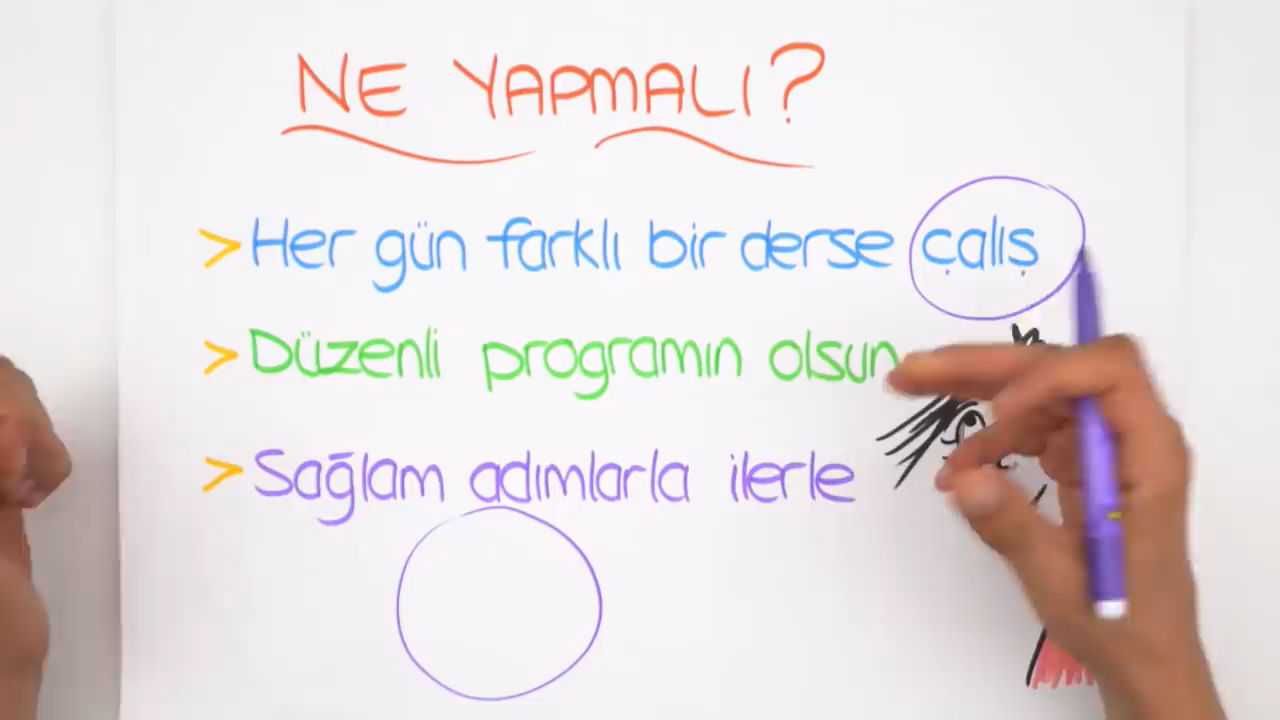 NE YAPMALI?
> Her gün farklı bir derse çalış
> Düzenli programın olsun
> Sağlam adımlarla ilerle